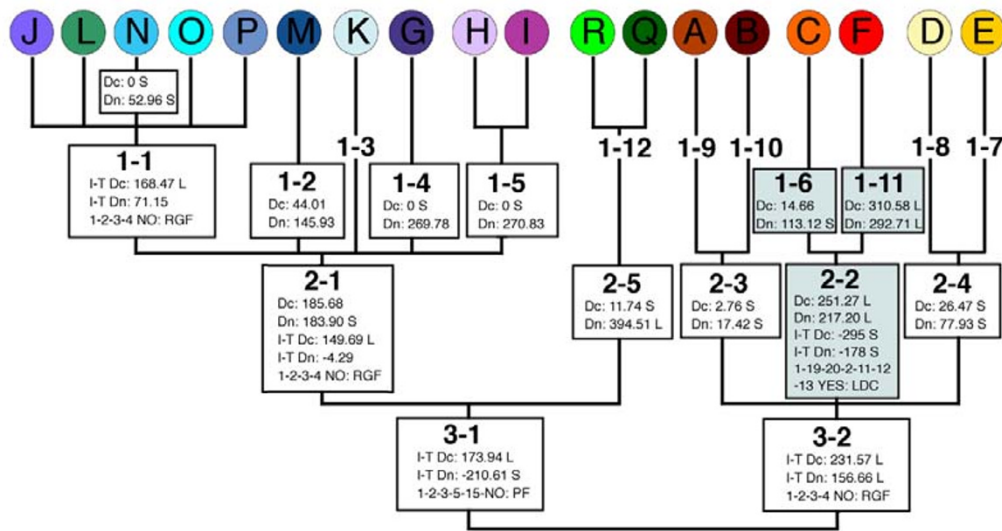 J L N O P M K G H I R Q A B C F D E
Dc: 0 S
Dn: 52.96 S
1-1
I-T Dc: 168.47 L
I-T Dn: 71.15
1-2-3-4 NO: RGF
1-2
Dc: 44.01
Dn: 145.93
1-3
1-4
Dc: 0 S
Dn: 269.78
1-5
Dc: 0 S
Dn: 270.83
1-12
1-9
1-10
1-6
Dc: 14.66
Dn: 113.12 S
1-11
Dc: 310.58 L
Dn: 292.71 L
1-8
1-7
2-1
Dc: 185.68
Dn: 183.90 S
I-T Dc: 149.69 L
I-T Dn: -4.29
1-2-3-4 NO: RGF
2-5
Dc: 11.74 S
Dn: 394.51 L
2-3
Dc: 2.76 S
Dn: 17.42 S
2-2
Dc: 251.27 L
Dn: 217.20 L
I-T Dc: -295 S
I-T Dn: -178 S
1-19-20-2-11-12
-13 YES: LDC
2-4
Dc: 26.47 S
Dn: 77.93 S
3-1
I-T Dc: 173.94 L
I-T Dn: -210.61 S
1-2-3-5-15-NO: PF
3-2
I-T Dc: 231.57 L
I-T Dn: 156.66 L
1-2-3-4 NO: RGF